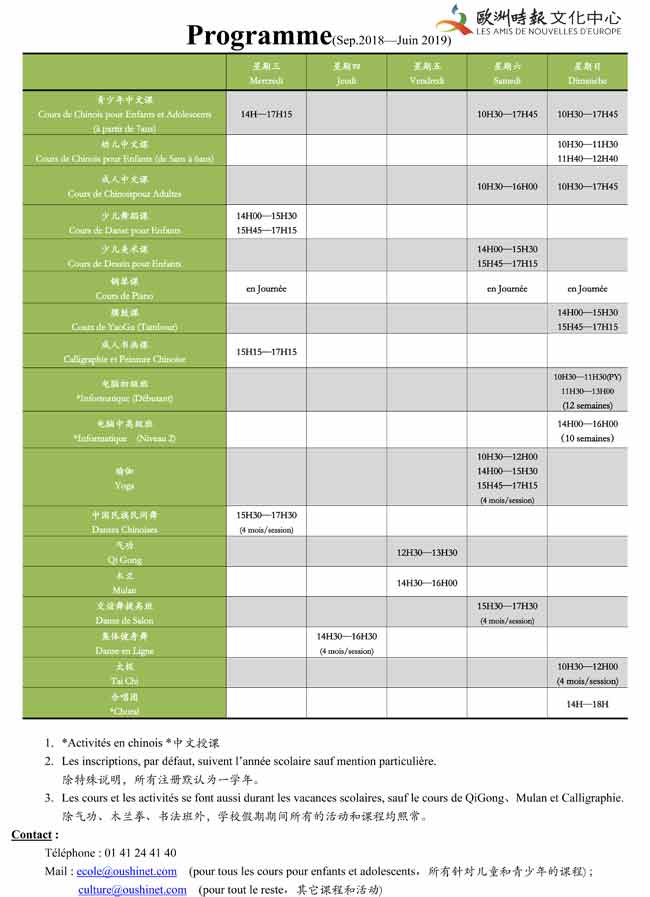 Programme(Sep.2018—Juin 2019)
欧洲时报文化中心
LES AMIS DE NOUVELLES D'EUROPE
星期三 星期四 星期五 星期六 星期日
Mercredi Jeudi Vendredi Samedi Dimanche
青少年中文课
Cours de Chinois pour Enfants et Adolescents
(à partir de 7ans)
14H—17H15 10H30—17H45 10H30—17H45
幼儿中文课
Cours de Chinois pour Enfants (de 5ans à 6ans)
10H30—11H30
11H40—12H40
成人中文课
Cours de Chinoispour Adultes
10H30—16H00 10H30—17H45
少儿舞蹈课
Cours de Danse pour Enfants
14H00—15H30
15H45—17H15
少儿美术课
Cours de Dessin pour Enfants
14H00—15H30
15H45—17H15
钢琴课
Cours de Piano
en Journée en Journée en Journée
腰鼓课
Cours de YaoGu (Tambour)
14H00—15H30
15H45—17H15
成人书画课
Calligraphie et Peinture Chinoise
15H15—17H15
电脑初级班
*Informatique (Débutant)
10H30—11H30(PY)
11H30—13H00
(12 semaines)
电脑中高级班
*Informatique (Niveau 2)
14H00—16H00
(10 semaines)
瑜伽
Yoga
10H30—12H00
14H00—15H30
15H45—17H15
(4 mois/session)
中国民族民间舞
Danses Chinoises
15H30—17H30
(4 mois/session)
气功
Qi Gong
12H30—13H30
木兰
Mulan
14H30—16H00
交谊舞提高班
Danse de Salon
15H30—17H30
(4 mois/session)
集体健身舞
Danse en Ligne
14H30—16H30
(4 mois/session)
太极
Tai Chi
10H30—12H00
(4 mois/session)
合唱团
*Choral
14H—18H
1. *Activités en chinois *中文授课
2. Les inscriptions, par défaut, suivent l'année scolaire sauf mention particulière.
除特殊说明，所有注册默认为一学年。
3. Les cours et les activités se font aussi durant les vacances scolaires, sauf le cours de QiGong、Mulan et Calligraphie.
除气功、木兰拳、书法班外，学校假期期间所有的活动和课程均照常。
Contact :
Téléphone : 01 41 24 41 40
Mail : ecole@oushinet.com (pour tous les cours pour enfants et adolescents，所有针对儿童和青少年的课程) ;
culture@oushinet.com (pour tout le reste，其它课程和活动)